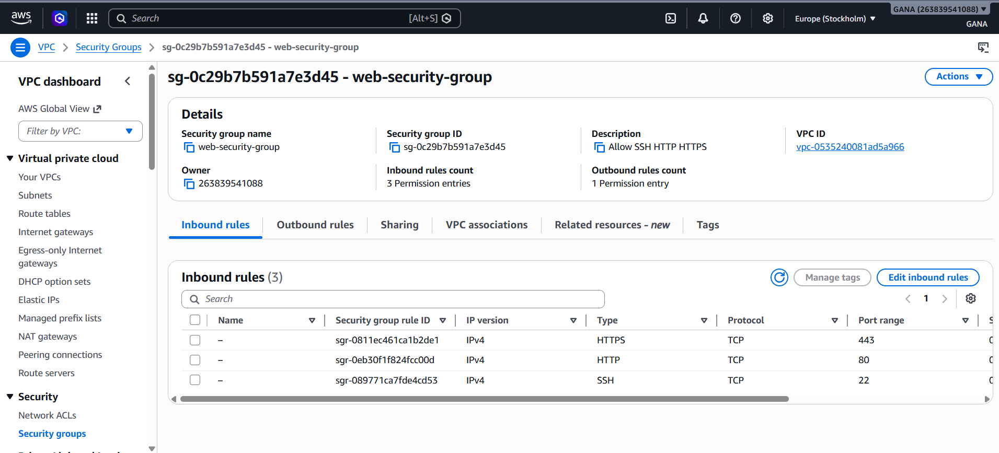 aws
Search
[Alt+S]
Europe (Stockholm)
GANA (263839541088)
GANA
VPC
Security Groups
sg-0c29b7b591a7e3d45 - web-security-group
VPC dashboard
AWS Global View
Filter by VPC:
Virtual private cloud
Your VPCs
Subnets
Route tables
Internet gateways
Egress-only Internet
gateways
DHCP option sets
Elastic IPs
Managed prefix lists
NAT gateways
Peering connections
Route servers
Security
Network ACLs
Security groups
sg-0c29b7b591a7e3d45 - web-security-group
Actions
Details
Security group name
web-security-group
Security group ID
sg-0c29b7b591a7e3d45
Description
Allow SSH HTTP HTTPS
VPC ID
vpc-0535240081ad5a966
Owner
263839541088
Inbound rules count
3 Permission entries
Outbound rules count
1 Permission entry
Inbound rules
Outbound rules
Sharing
VPC associations
Related resources - new
Tags
Inbound rules (3)
Manage tags
Edit inbound rules
Search
1
Name
Security group rule ID
IP version
Type
Protocol
Port range
– sgr-0811ec461ca1b2de1 IPv4 HTTPS TCP 443
– sgr-0eb30f1f824fcc00d IPv4 HTTP TCP 80
– sgr-089771ca7fde4cd53 IPv4 SSH TCP 22